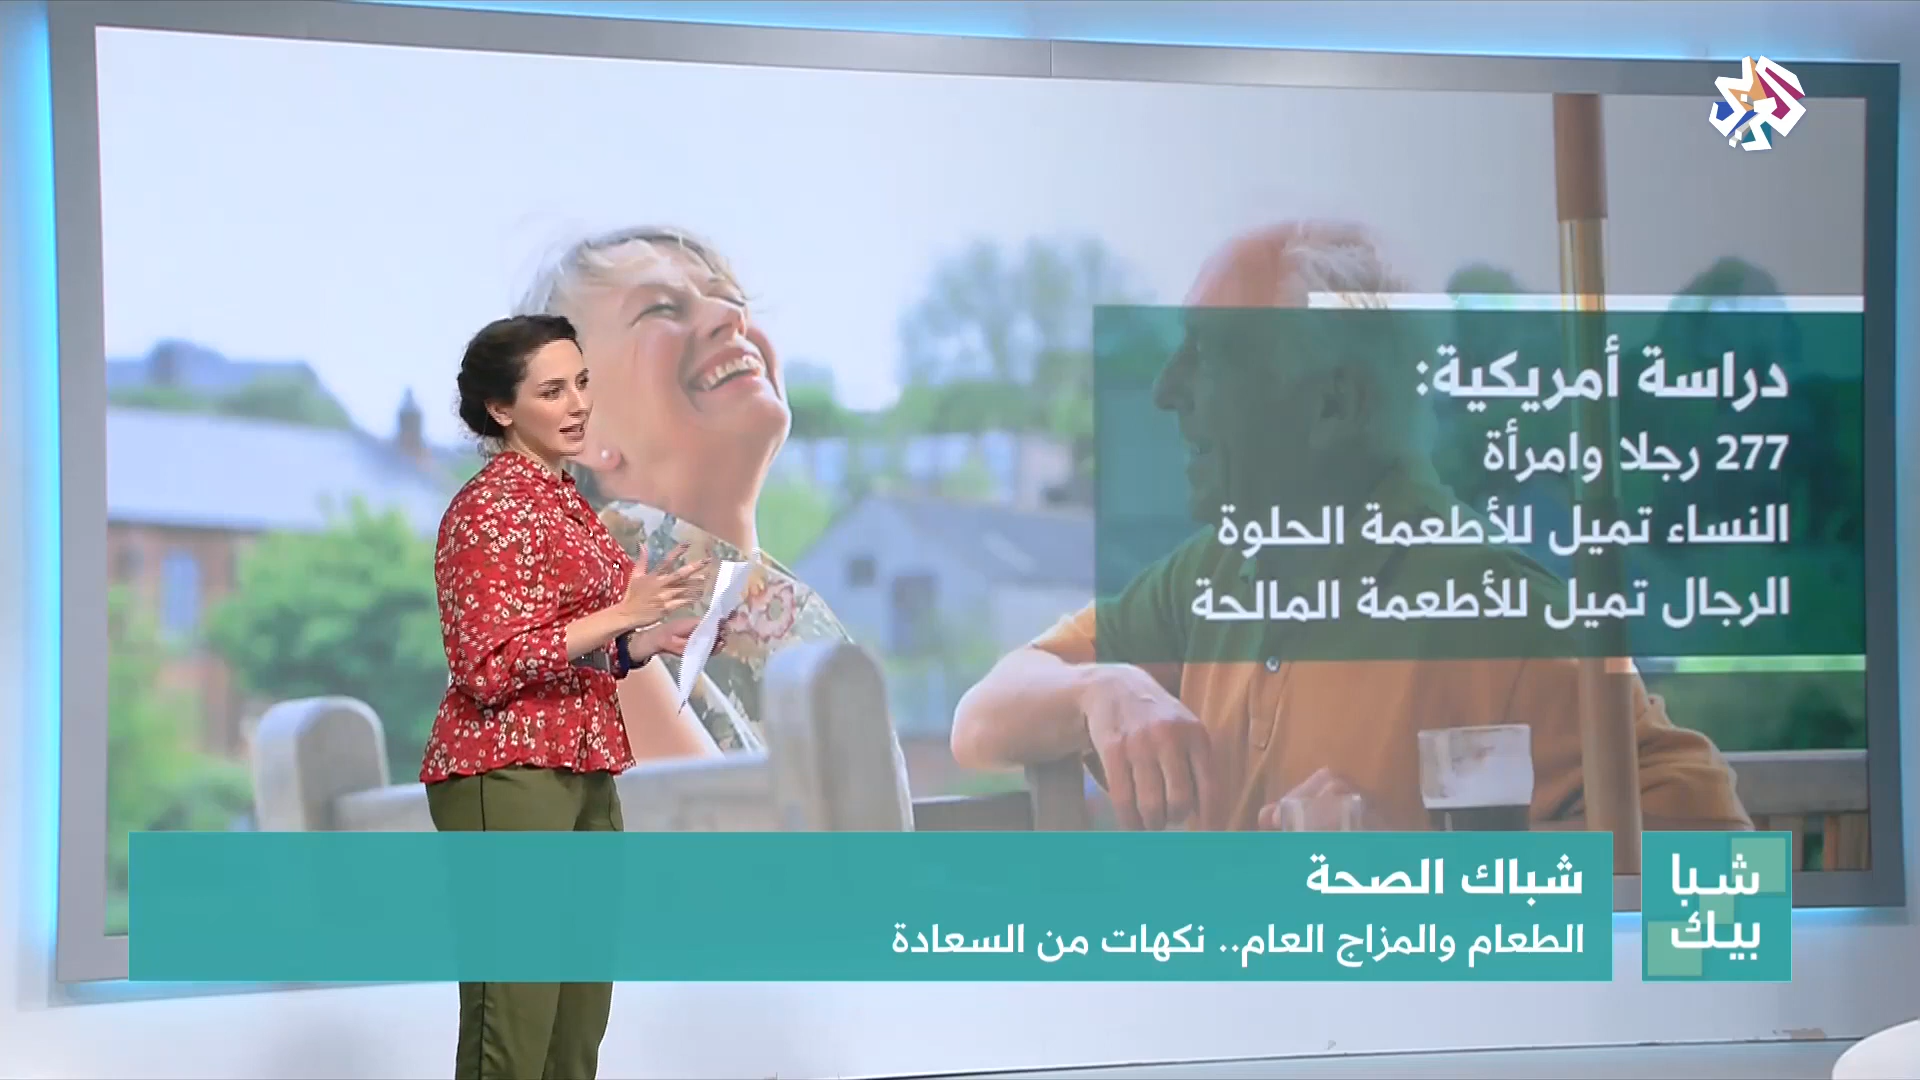 دراسة أمريكية:
277 رجلا وامرأة
النساء تميل للأطعمة الحلوة
الرجال تميل للأطعمة المالحة
شباك الصحة
الطعام والمزاج العام.. نكهات من السعادة
شبا
بيك